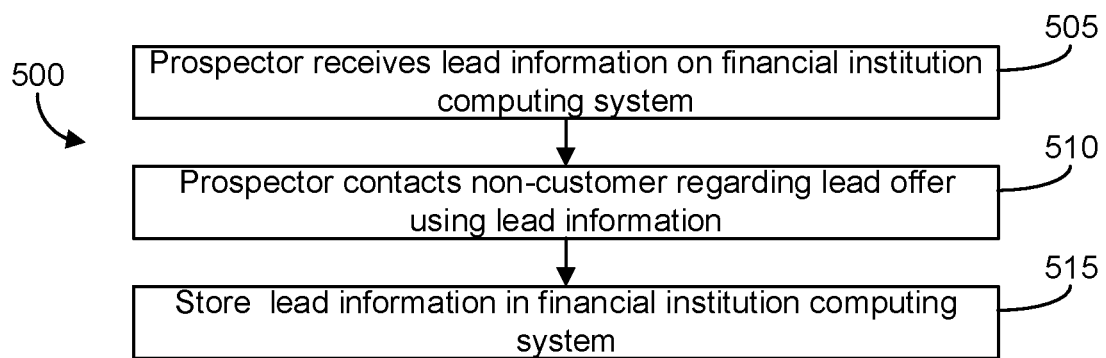 505
Prospector receives lead information on financial institution
computing system
500
510
Prospector contacts non-customer regarding lead offer
using lead information
515
Store lead information in financial institution computing
system